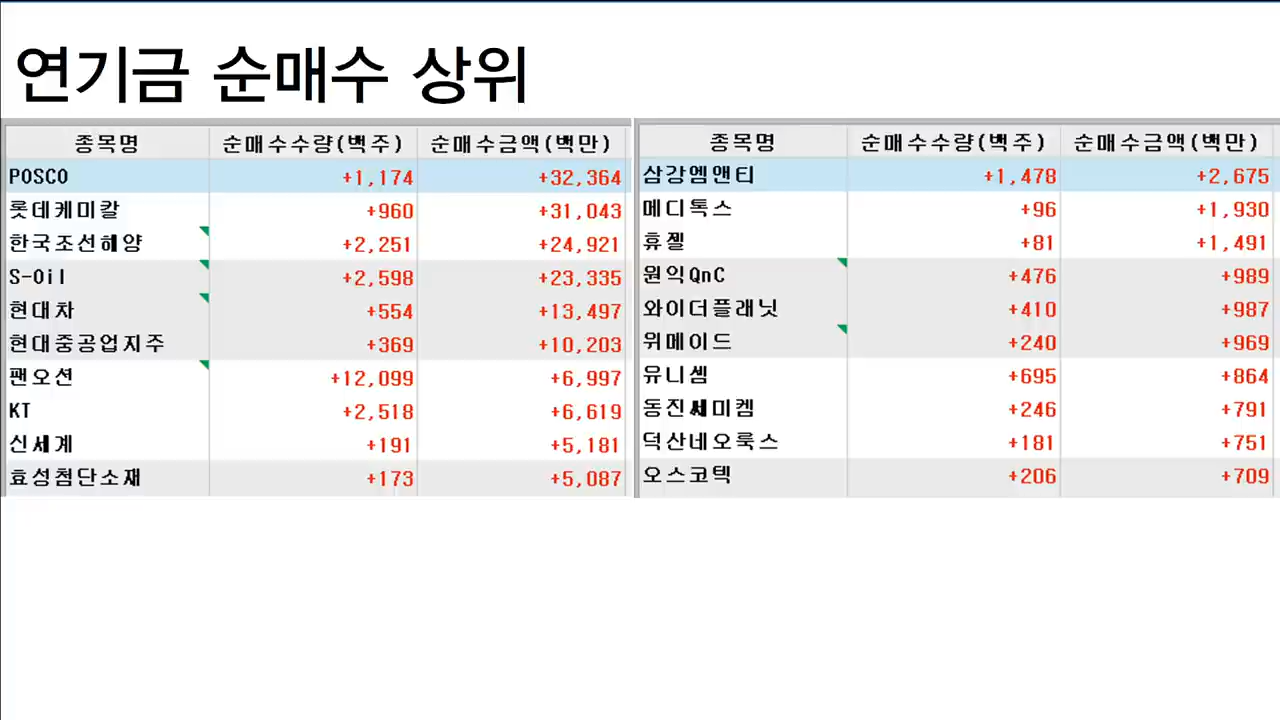 연기금 순매수 상위
종목명 순매수수량(백주) 순매수금액(백만)
POSCO +1,174 +32,364
롯데케미칼 +960 +31,043
한국조선해양 +2,251 +24,921
S-Oil +2,598 +23,335
현대차 +554 +13,497
현대중공업지주 +369 +10,203
팬오션 +12,099 +6,997
KT +2,518 +6,619
신세계 +191 +5,181
효성첨단소재 +173 +5,087
종목명 순매수수량(백주) 순매수금액(백만)
삼강엠앤티 +1,478 +2,675
메디톡스 +96 +1,930
휴젤 +81 +1,491
원익QnC +476 +989
와이더플래닛 +410 +987
위메이드 +240 +969
유니셈 +695 +864
동진쎄미켐 +246 +791
덕산네오룩스 +181 +751
오스코텍 +206 +709